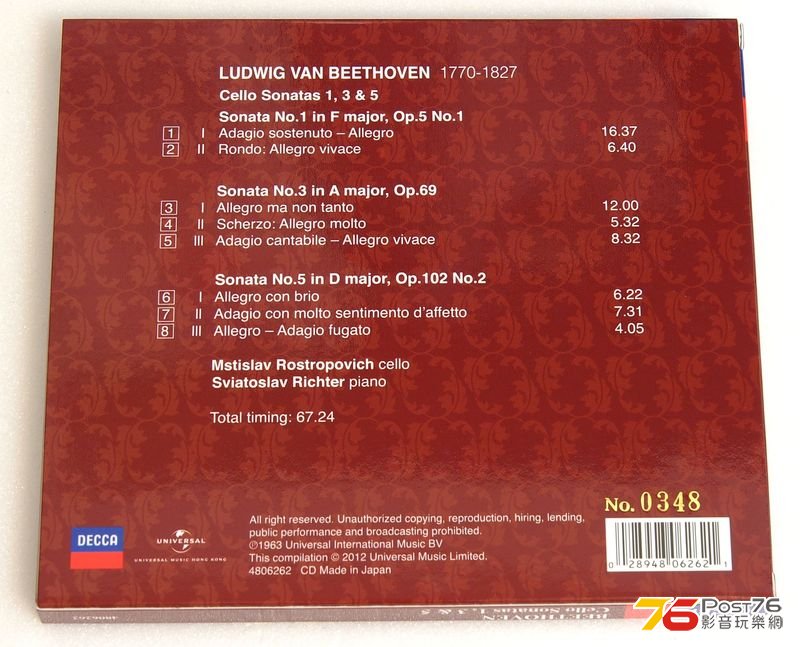 LUDWIG VAN BEETHOVEN 1770-1827
Cello Sonatas 1, 3 & 5
Sonata No.1 in F major, Op.5 No.1
1 I Adagio sostenuto – Allegro 16.37
2 II Rondo: Allegro vivace 6.40
Sonata No.3 in A major, Op.69
3 I Allegro ma non tanto 12.00
4 II Scherzo: Allegro molto 5.32
5 III Adagio cantabile – Allegro vivace 8.32
Sonata No.5 in D major, Op.102 No.2
6 I Allegro con brio 6.22
7 II Adagio con molto sentimento d'affetto 7.31
8 III Allegro – Adagio fugato 4.05
Mstislav Rostropovich cello
Sviatoslav Richter piano
Total timing: 67.24
No. 0348
DECCA
UNIVERSAL
UNIVERSAL MUSIC HONG KONG
All right reserved. Unauthorized copying, reproduction, hiring, lending,
public performance and broadcasting prohibited.
℗1963 Universal International Music BV
This compilation © 2012 Universal Music Limited.
4806262 CD Made in Japan
0 28948 06262 1
4806262
BEETHOVEN
Cello Sonatas 1, 3 & 5
76 Post76
影音玩樂網